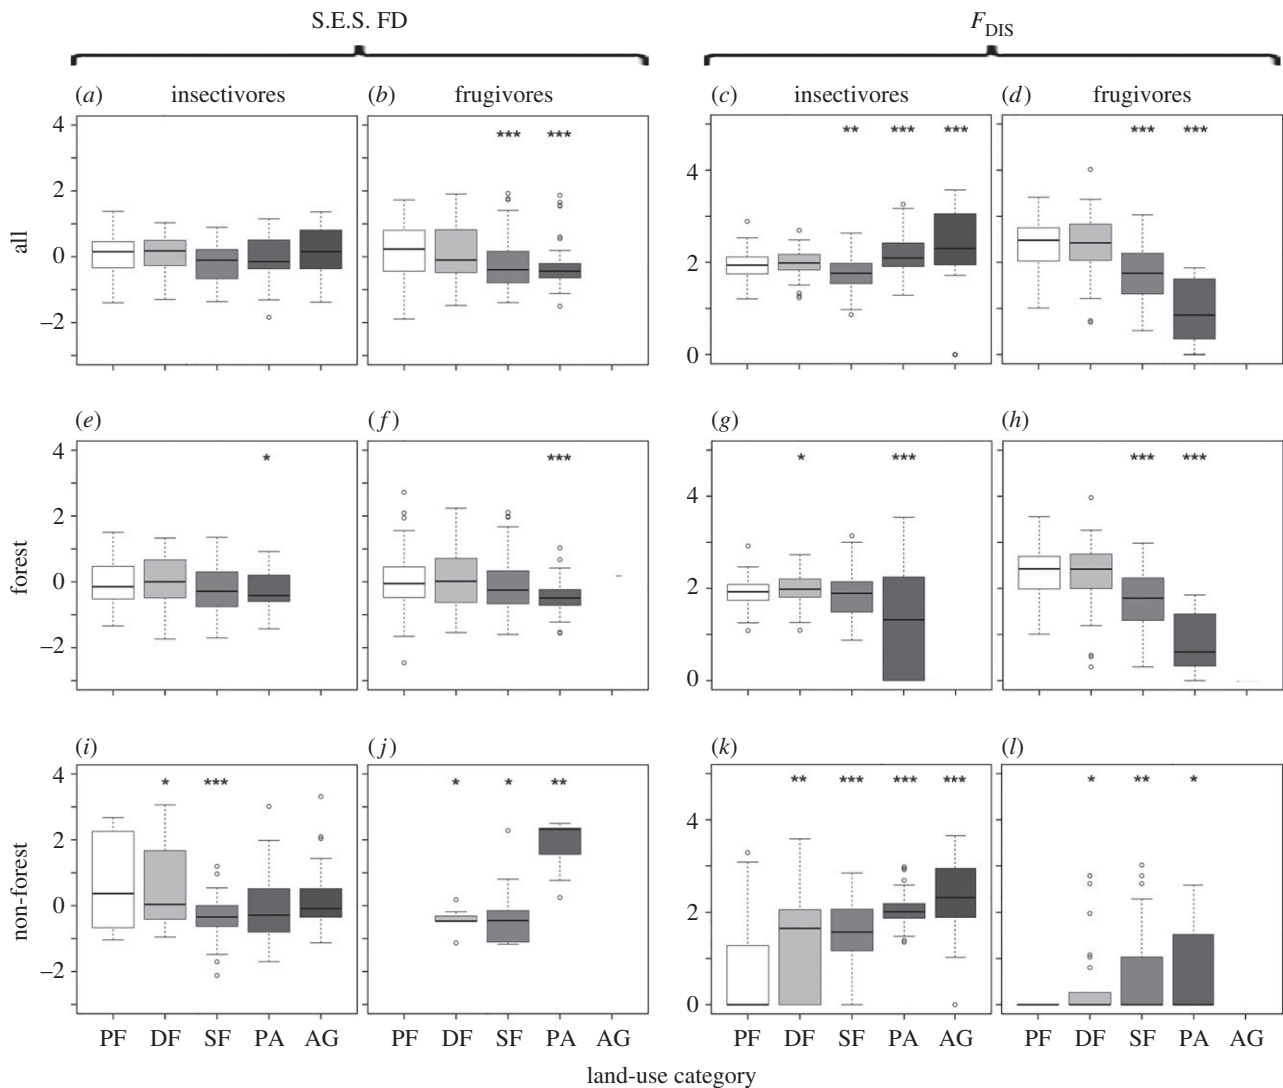 S.E.S. FD F_DIS
(a) insectivores (b) frugivores (c) insectivores (d) frugivores
*** *** ** *** *** *** ***
all
4
2
0
−2
4
2
0
(e) (f) (g) (h)
* *** * *** *** ***
forest
4
2
0
−2
4
2
0
(i) (j) (k) (l)
* *** * * ** ** *** *** *** * ** *
non-forest
4
2
0
−2
4
2
0
PF DF SF PA AG PF DF SF PA AG PF DF SF PA AG PF DF SF PA AG
land-use category